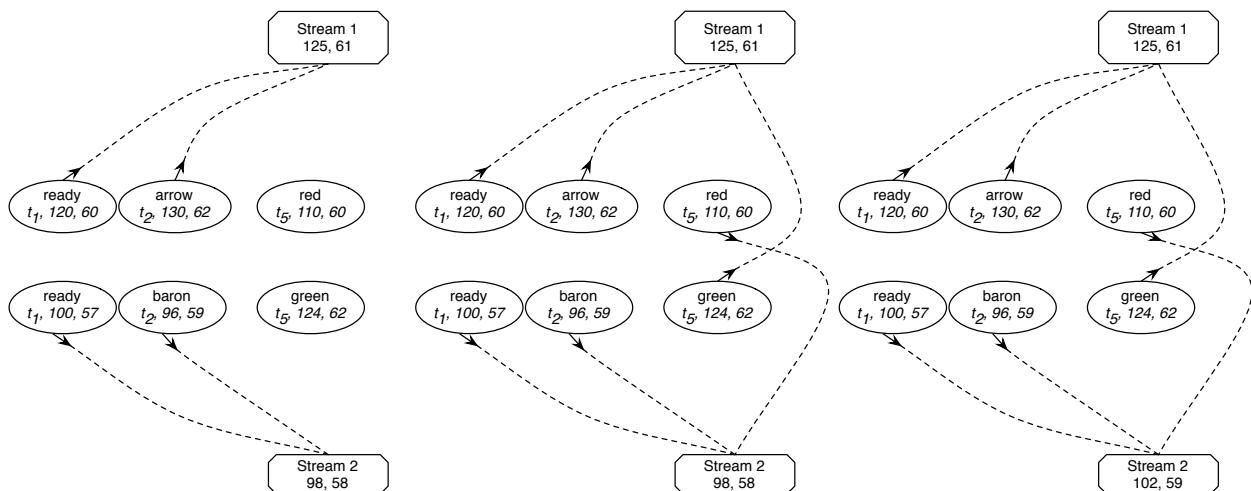 Stream 1
125, 61
ready
t1, 120, 60
arrow
t2, 130, 62
red
t5, 110, 60
ready
t1, 100, 57
baron
t2, 96, 59
green
t5, 124, 62
Stream 2
98, 58
Stream 1
125, 61
ready
t1, 120, 60
arrow
t2, 130, 62
red
t5, 110, 60
ready
t1, 100, 57
baron
t2, 96, 59
green
t5, 124, 62
Stream 2
98, 58
Stream 1
125, 61
ready
t1, 120, 60
arrow
t2, 130, 62
red
t5, 110, 60
ready
t1, 100, 57
baron
t2, 96, 59
green
t5, 124, 62
Stream 2
102, 59